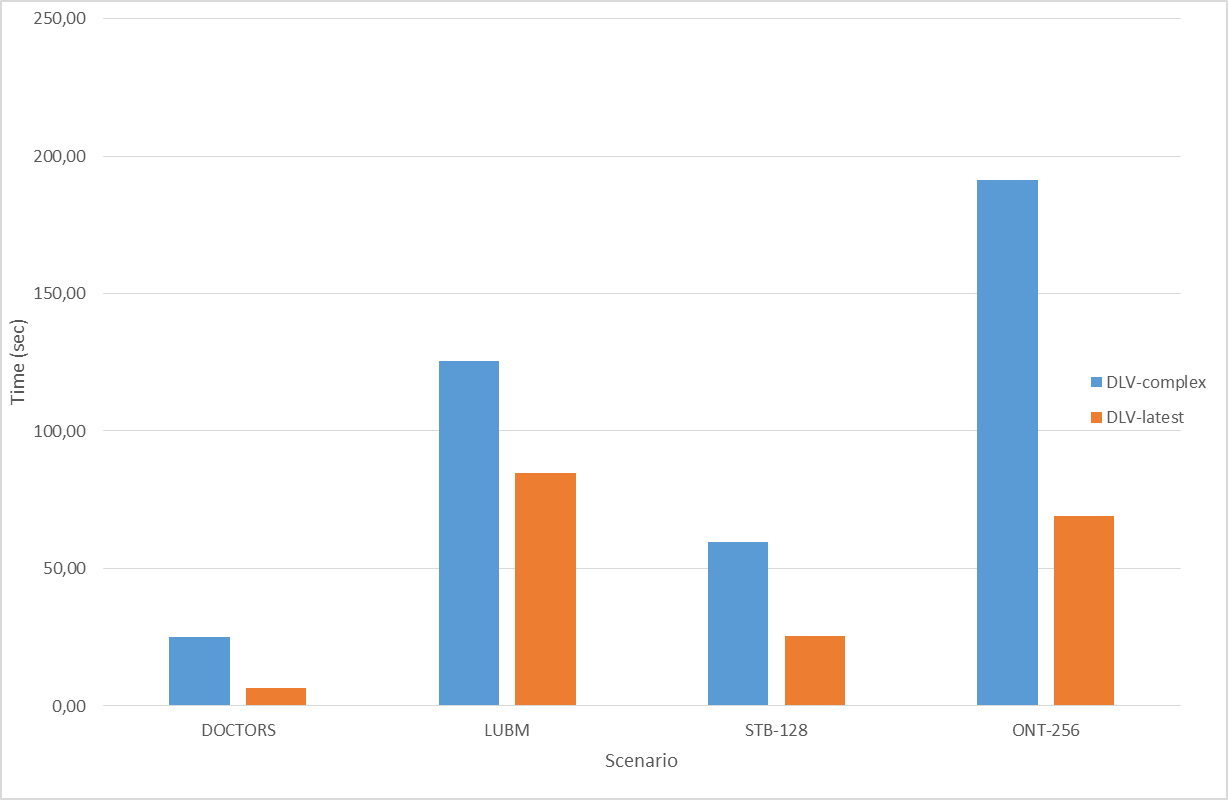 250,00
200,00
150,00
100,00
50,00
0,00
Time (sec)
DOCTORS
LUBM
STB-128
ONT-256
Scenario
DLV-complex
DLV-latest